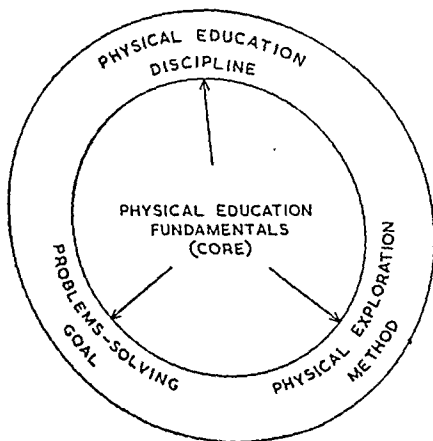 PHYSICAL EDUCATION
DISCIPLINE
PHYSICAL EDUCATION
FUNDAMENTALS
(CORE)
PROBLEMS-SOLVING
GOAL
PHYSICAL EXPLORATION
METHOD